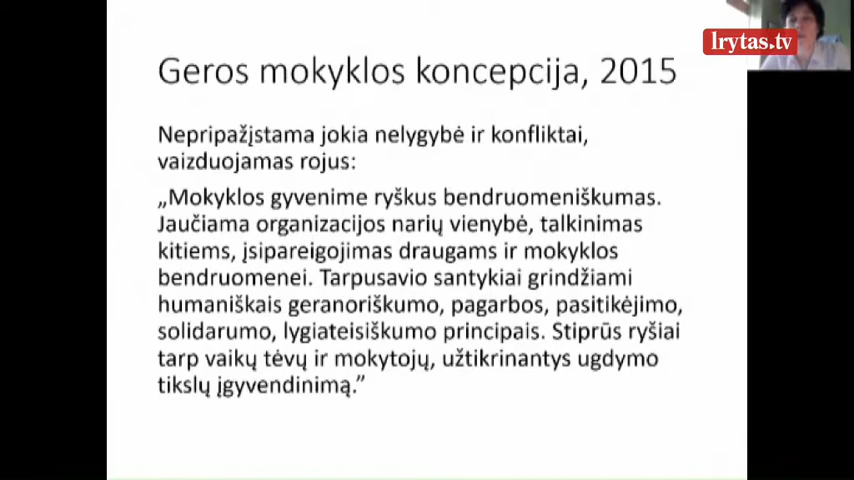 lrytas.tv
Geros mokyklos koncepcija, 2015
Nepripažįstama jokia nelygybė ir konfliktai,
vaizduojamas rojus:
„Mokyklos gyvenime ryškus bendruomeniškumas.
Jaučiama organizacijos narių vienybė, talkinimas
kitiems, įsipareigojimas draugams ir mokyklos
bendruomenei. Tarpusavio santykiai grindžiami
humaniškais geranoriškumo, pagarbos, pasitikėjimo,
solidarumo, lygiateisiškumo principais. Stiprūs ryšiai
tarp vaikų tėvų ir mokytojų, užtikrinantys ugdymo
tikslų įgyvendinimą.”